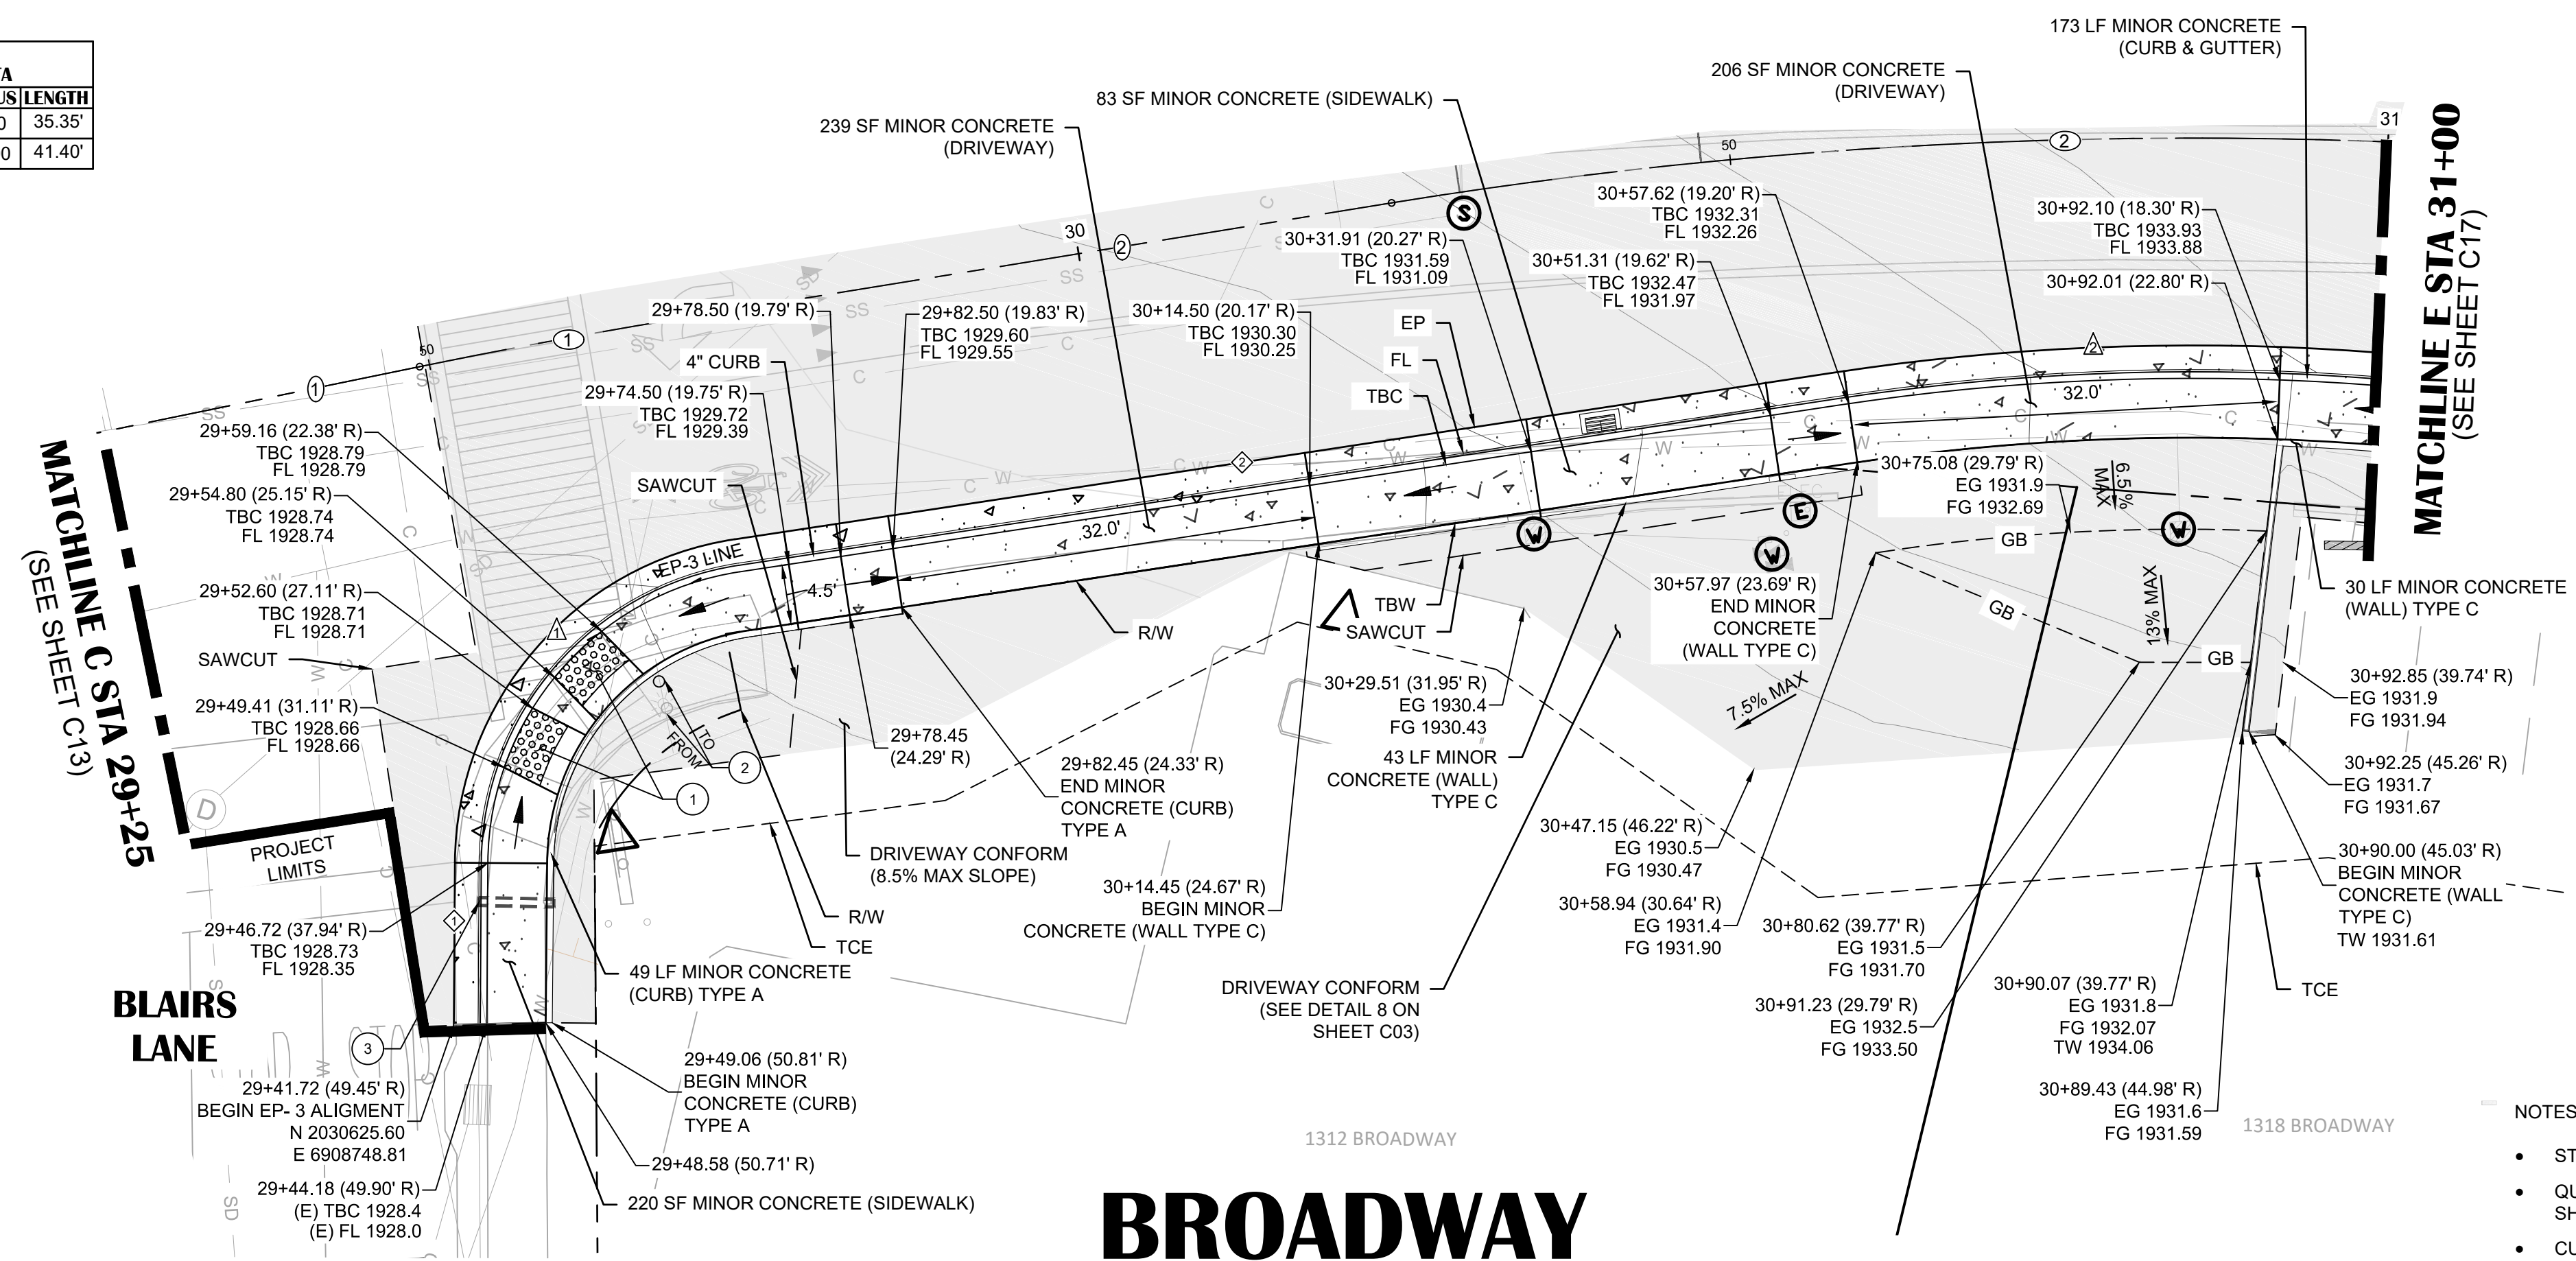 173 LF MINOR CONCRETE
(CURB & GUTTER)
206 SF MINOR CONCRETE
(DRIVEWAY)
83 SF MINOR CONCRETE (SIDEWALK)
239 SF MINOR CONCRETE
(DRIVEWAY)
LENGTH
35.35'
41.40'
31
MATCHLINE E STA 31+00
(SEE SHEET C17)
50
2
30+57.62 (19.20' R)
TBC 1932.31
FL 1932.26
30+92.10 (18.30' R)
TBC 1933.93
FL 1933.88
30+92.01 (22.80' R)
S
30
2
30+31.91 (20.27' R)
TBC 1931.59
FL 1931.09
30+51.31 (19.62' R)
TBC 1932.47
FL 1931.97
29+78.50 (19.79' R)
29+82.50 (19.83' R)
TBC 1929.60
FL 1929.55
30+14.50 (20.17' R)
TBC 1930.30
FL 1930.25
EP
FL
TBC
50
1
1
4" CURB
29+74.50 (19.75' R)
TBC 1929.72
FL 1929.39
SAWCUT
2
32.0'
2
32.0'
EP-3 LINE
4.5'
MATCHLINE C STA 29+25
(SEE SHEET C13)
29+59.16 (22.38' R)
TBC 1928.79
FL 1928.79
29+54.80 (25.15' R)
TBC 1928.74
FL 1928.74
29+52.60 (27.11' R)
TBC 1928.71
FL 1928.71
SAWCUT
29+49.41 (31.11' R)
TBC 1928.66
FL 1928.66
1
R/W
TBW
SAWCUT
W
E
W
W
30+75.08 (29.79' R)
EG 1931.9
FG 1932.69
6.5%
MAX
GB
GB
GB
13% MAX
7.5% MAX
30+57.97 (23.69' R)
END MINOR
CONCRETE
(WALL TYPE C)
30 LF MINOR CONCRETE
(WALL) TYPE C
30+92.85 (39.74' R)
EG 1931.9
FG 1931.94
30+92.25 (45.26' R)
EG 1931.7
FG 1931.67
30+90.00 (45.03' R)
BEGIN MINOR
CONCRETE (WALL
TYPE C)
TW 1931.61
TCE
30+29.51 (31.95' R)
EG 1930.4
FG 1930.43
43 LF MINOR
CONCRETE (WALL)
TYPE C
29+78.45
(24.29' R)
29+82.45 (24.33' R)
END MINOR
CONCRETE (CURB)
TYPE A
TO
FROM
2
1
D
PROJECT
LIMITS
DRIVEWAY CONFORM
(8.5% MAX SLOPE)
R/W
TCE
30+14.45 (24.67' R)
BEGIN MINOR
CONCRETE (WALL TYPE C)
30+47.15 (46.22' R)
EG 1930.5
FG 1930.47
30+58.94 (30.64' R)
EG 1931.4
FG 1931.90
30+80.62 (39.77' R)
EG 1931.5
FG 1931.70
30+91.23 (29.79' R)
EG 1932.5
FG 1933.50
30+90.07 (39.77' R)
EG 1931.8
FG 1932.07
TW 1934.06
30+89.43 (44.98' R)
EG 1931.6
FG 1931.59
DRIVEWAY CONFORM
(SEE DETAIL 8 ON
SHEET C03)
1
29+46.72 (37.94' R)
TBC 1928.73
FL 1928.35
49 LF MINOR CONCRETE
(CURB) TYPE A
BLAIRS
LANE
3
29+41.72 (49.45' R)
BEGIN EP- 3 ALIGMENT
N 2030625.60
E 6908748.81
29+44.18 (49.90' R)
(E) TBC 1928.4
(E) FL 1928.0
29+49.06 (50.81' R)
BEGIN MINOR
CONCRETE (CURB)
TYPE A
29+48.58 (50.71' R)
220 SF MINOR CONCRETE (SIDEWALK)
1312 BROADWAY
1318 BROADWAY
BROADWAY
NOTES